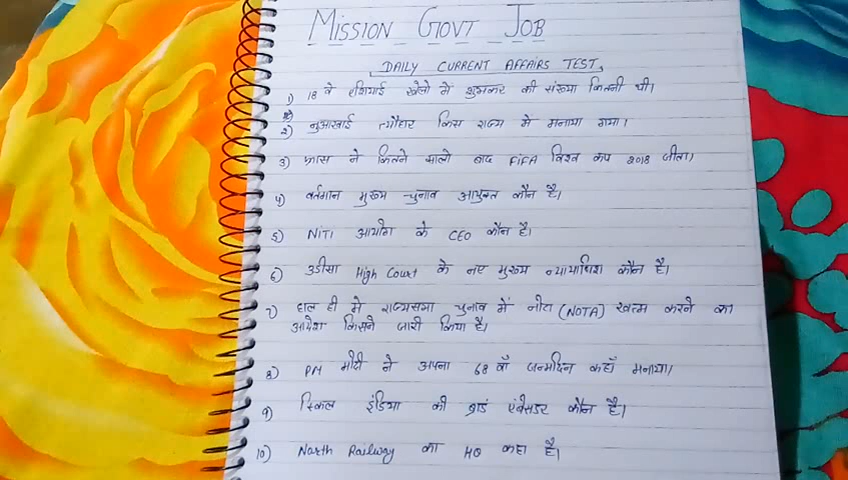 MISSION GOVT JOB
DAILY CURRENT AFFAIRS TEST
1) 18 वे एशियाई खेलो में शुभंकर की संख्या कितनी थी।
2) नुआखाई त्यौहार किस राज्य मे मनाया गया।
3) फ्रास ने कितने सालो बाद FIFA विश्व कप 2018 जीता।
4) वर्तमान मुख्य चुनाव आयुक्त कौन है।
5) NITI आयोग के CEO कौन है।
6) उडीसा High Court के नए मुख्य न्यायाधिश कौन है।
7) हाल ही मे राज्यसभा चुनाव में नोटा (NOTA) खत्म करने का
आदेश किसने जारी किया है।
8) PM मोदी ने अपना 68 वाँ जन्मदिन कहाँ मनाया।
9) स्किल इंडिया की ब्रांड एंबेसडर कौन है।
10) North Railway का HQ कहा है।